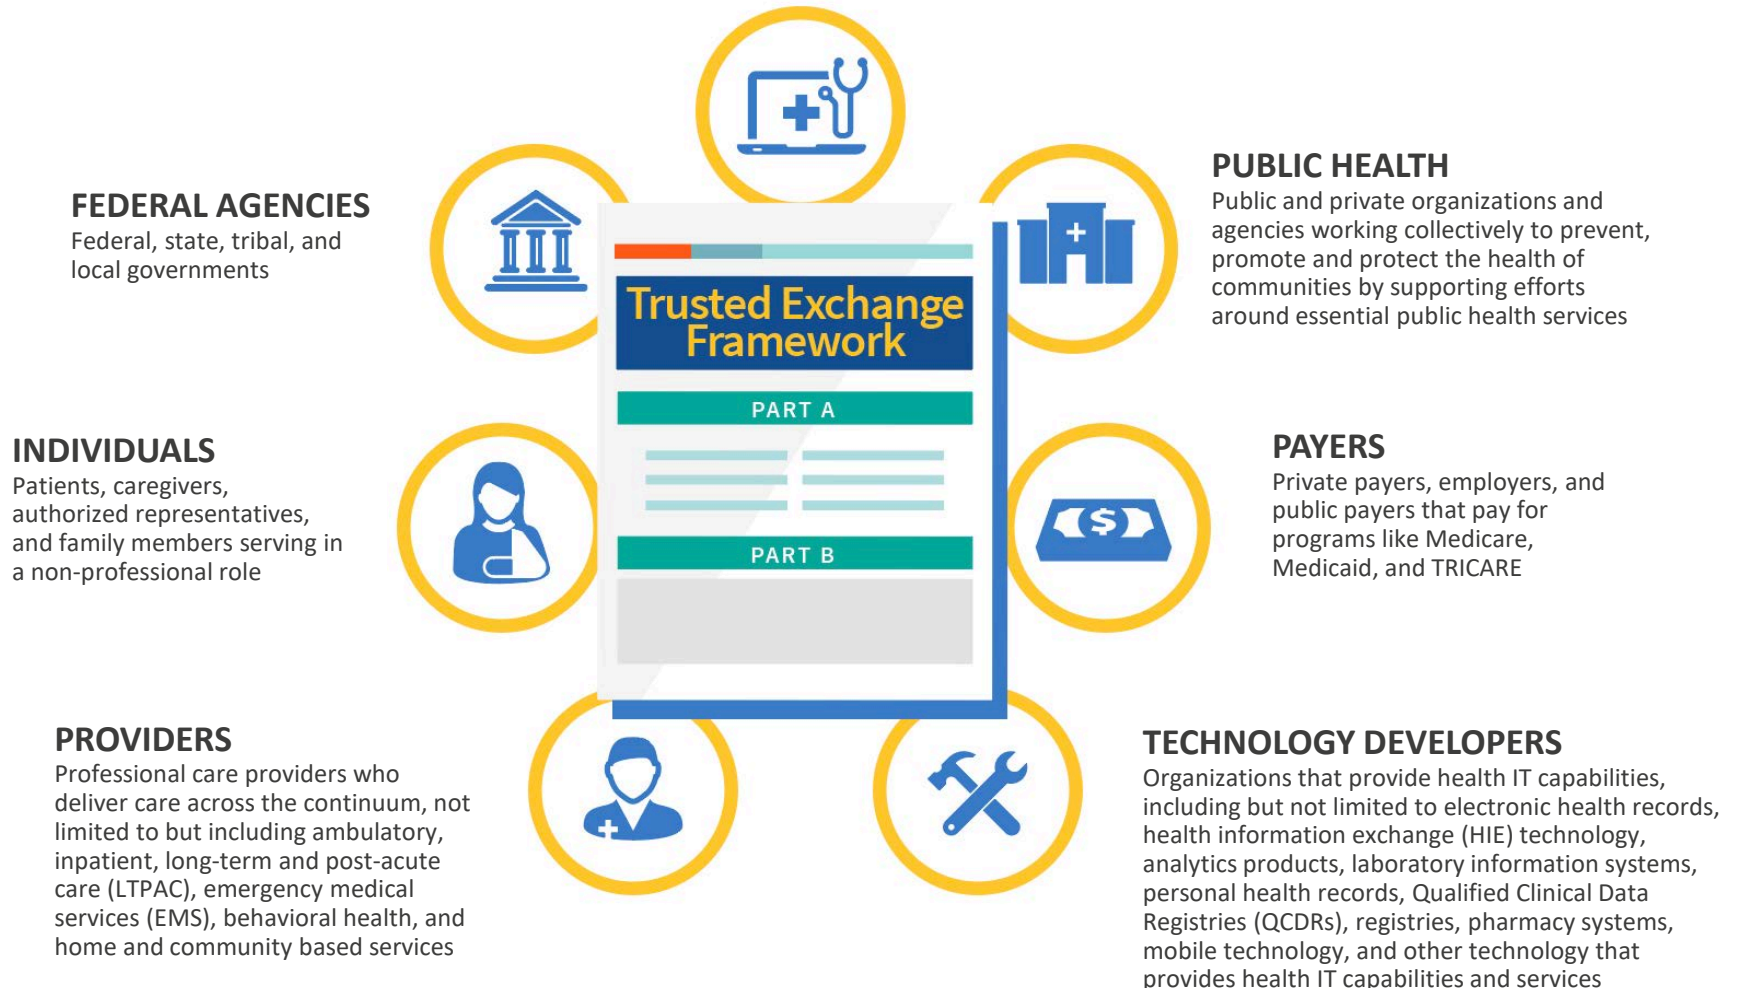 FEDERAL AGENCIES
Federal, state, tribal, and
local governments
INDIVIDUALS
Patients, caregivers,
authorized representatives,
and family members serving in
a non-professional role
PROVIDERS
Professional care providers who
deliver care across the continuum, not
limited to but including ambulatory,
inpatient, long-term and post-acute
care (LTPAC), emergency medical
services (EMS), behavioral health, and
home and community based services
Trusted Exchange
Framework
PART A
PART B
PUBLIC HEALTH
Public and private organizations and
agencies working collectively to prevent,
promote and protect the health of
communities by supporting efforts
around essential public health services
PAYERS
Private payers, employers, and
public payers that pay for
programs like Medicare,
Medicaid, and TRICARE
$
TECHNOLOGY DEVELOPERS
Organizations that provide health IT capabilities,
including but not limited to electronic health records,
health information exchange (HIE) technology,
analytics products, laboratory information systems,
personal health records, Qualified Clinical Data
Registries (QCDRs), registries, pharmacy systems,
mobile technology, and other technology that
provides health IT capabilities and services